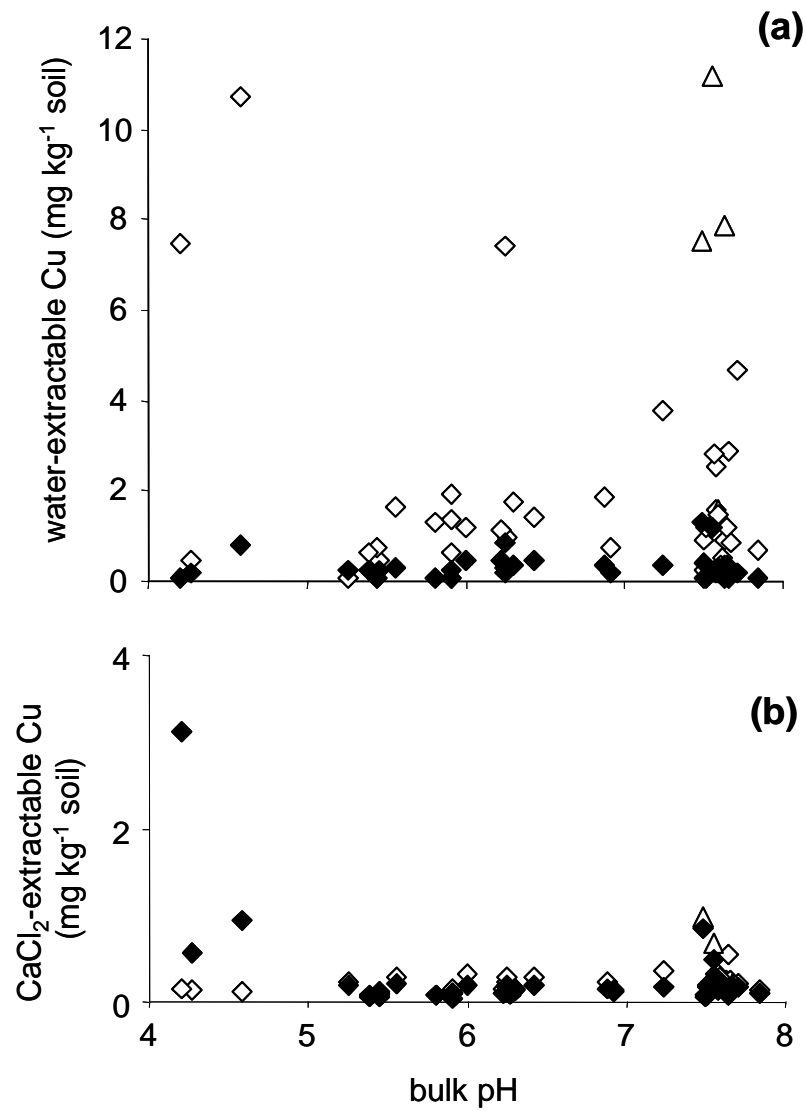 (a)
water-extractable Cu (mg kg⁻¹ soil)
12
10
8
6
4
2
0
(b)
CaCl₂-extractable Cu
(mg kg⁻¹ soil)
4
2
0
4 5 6 7 8
bulk pH